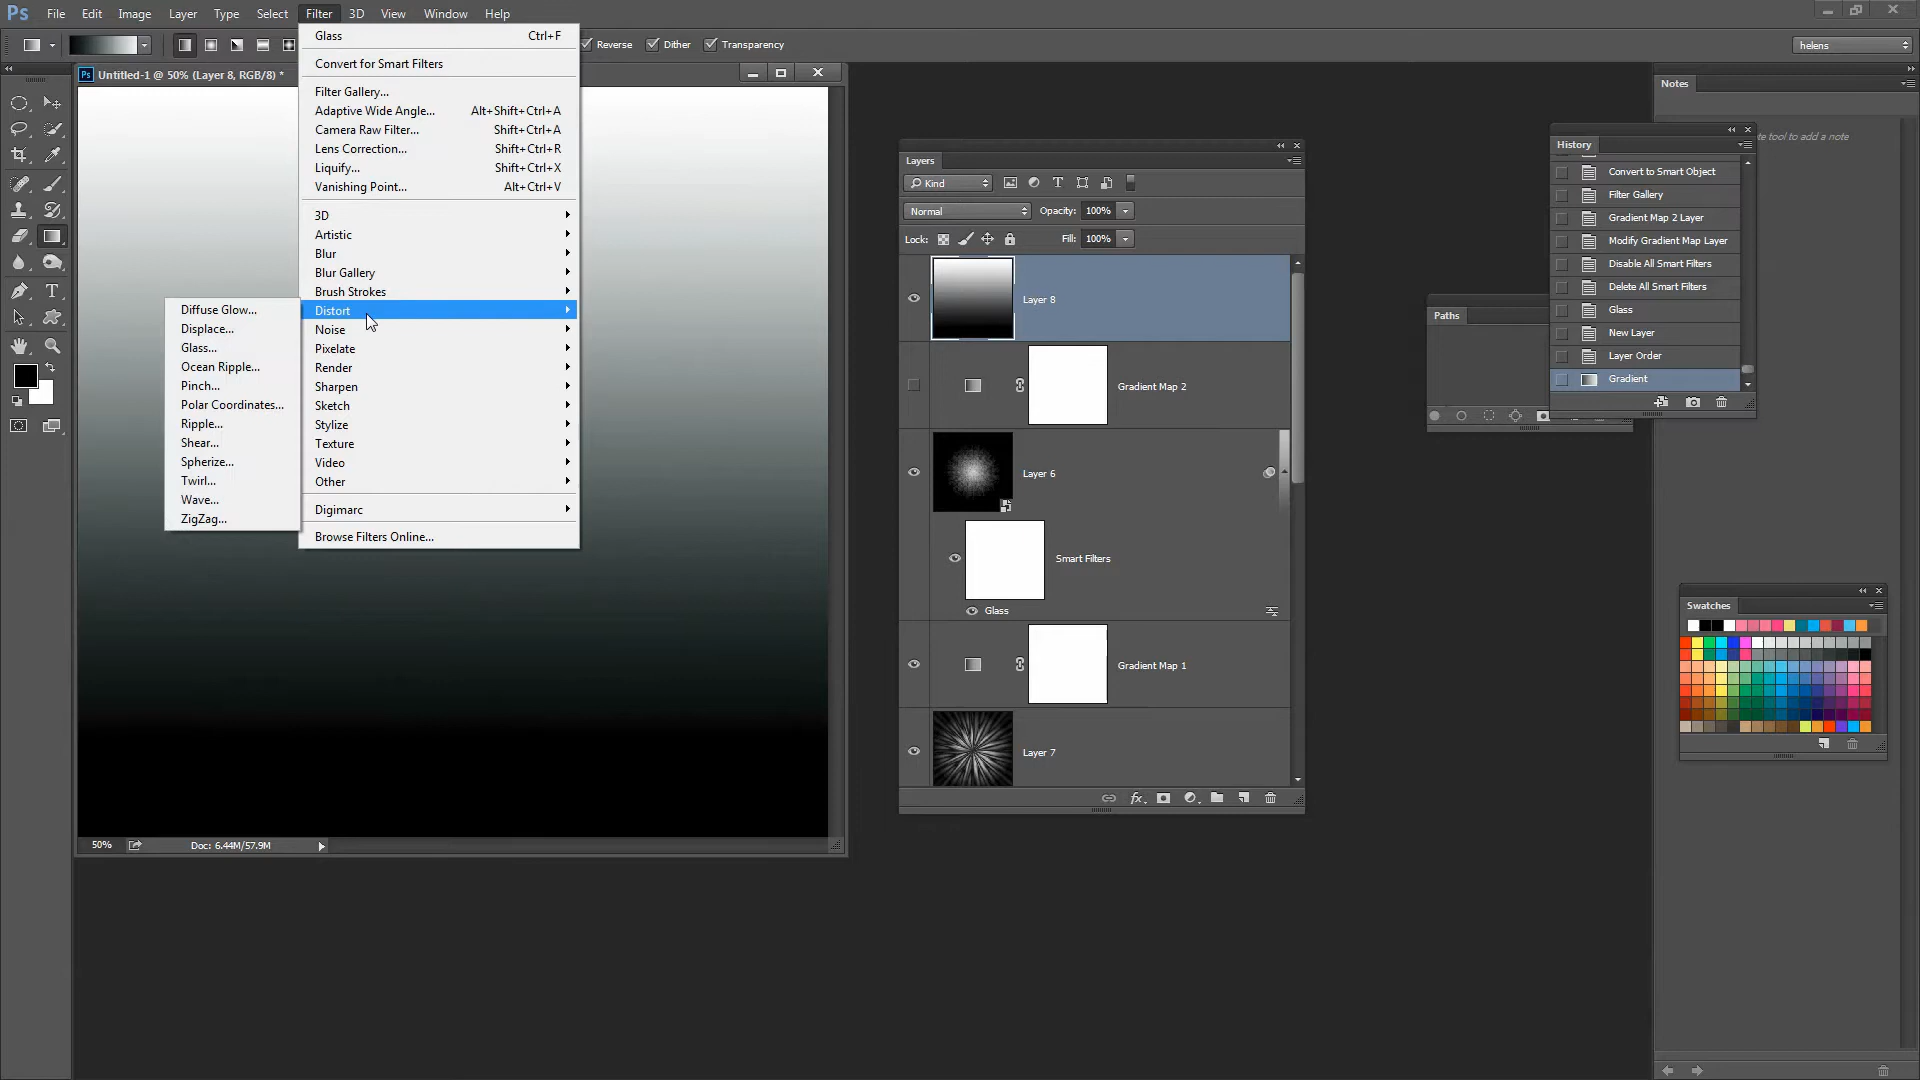 Ps File Edit Image Layer Type Select Filter 3D View Window Help
Reverse Dither Transparency helens
Ps Untitled-1 @ 50% (Layer 8, RGB/8) *
Glass Ctrl+F
Convert for Smart Filters
Filter Gallery...
Adaptive Wide Angle... Alt+Shift+Ctrl+A
Camera Raw Filter... Shift+Ctrl+A
Lens Correction... Shift+Ctrl+R
Liquify... Shift+Ctrl+X
Vanishing Point... Alt+Ctrl+V
3D
Artistic
Blur
Blur Gallery
Brush Strokes
Distort
Noise
Pixelate
Render
Sharpen
Sketch
Stylize
Texture
Video
Other
Digimarc
Browse Filters Online...
Diffuse Glow...
Displace...
Glass...
Ocean Ripple...
Pinch...
Polar Coordinates...
Ripple...
Shear...
Spherize...
Twirl...
Wave...
ZigZag...
50% Doc: 6.44M/57.9M
Layers
Kind
Normal Opacity: 100%
Lock: Fill: 100%
Layer 8
Gradient Map 2
Layer 6
Smart Filters
Glass
Gradient Map 1
Layer 7
fx
Paths
History
Convert to Smart Object
Filter Gallery
Gradient Map 2 Layer
Modify Gradient Map Layer
Disable All Smart Filters
Delete All Smart Filters
Glass
New Layer
Layer Order
Gradient
Notes
te tool to add a note
Swatches